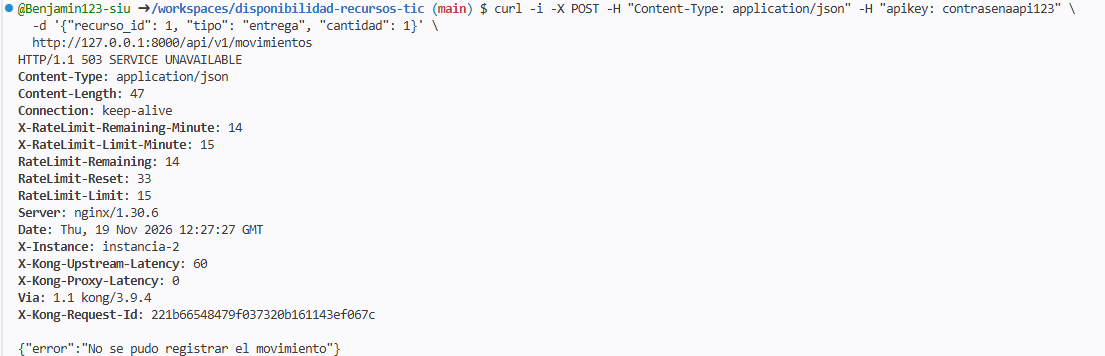 @Benjamin123-siu ➜ /workspaces/disponibilidad-recursos-tic (main) $ curl -i -X POST -H "Content-Type: application/json" -H "apikey: contrasenaapi123" \
-d '{"recurso_id": 1, "tipo": "entrega", "cantidad": 1}' \
http://127.0.0.1:8000/api/v1/movimientos
HTTP/1.1 503 SERVICE UNAVAILABLE
Content-Type: application/json
Content-Length: 47
Connection: keep-alive
X-RateLimit-Remaining-Minute: 14
X-RateLimit-Limit-Minute: 15
RateLimit-Remaining: 14
RateLimit-Reset: 33
RateLimit-Limit: 15
Server: nginx/1.30.6
Date: Thu, 19 Nov 2026 12:27:27 GMT
X-Instance: instancia-2
X-Kong-Upstream-Latency: 60
X-Kong-Proxy-Latency: 0
Via: 1.1 kong/3.9.4
X-Kong-Request-Id: 221b66548479f037320b161143ef067c
{"error":"No se pudo registrar el movimiento"}